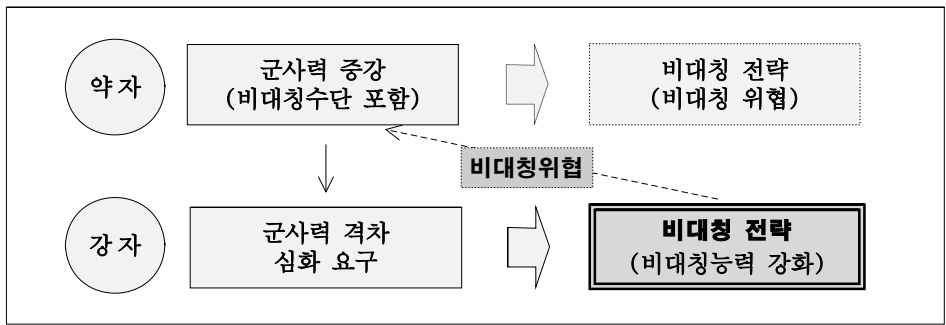 약자
군사력 증강
(비대칭수단 포함)
비대칭 전략
(비대칭 위협)
비대칭위협
강자
군사력 격차
심화 요구
비대칭 전략
(비대칭능력 강화)